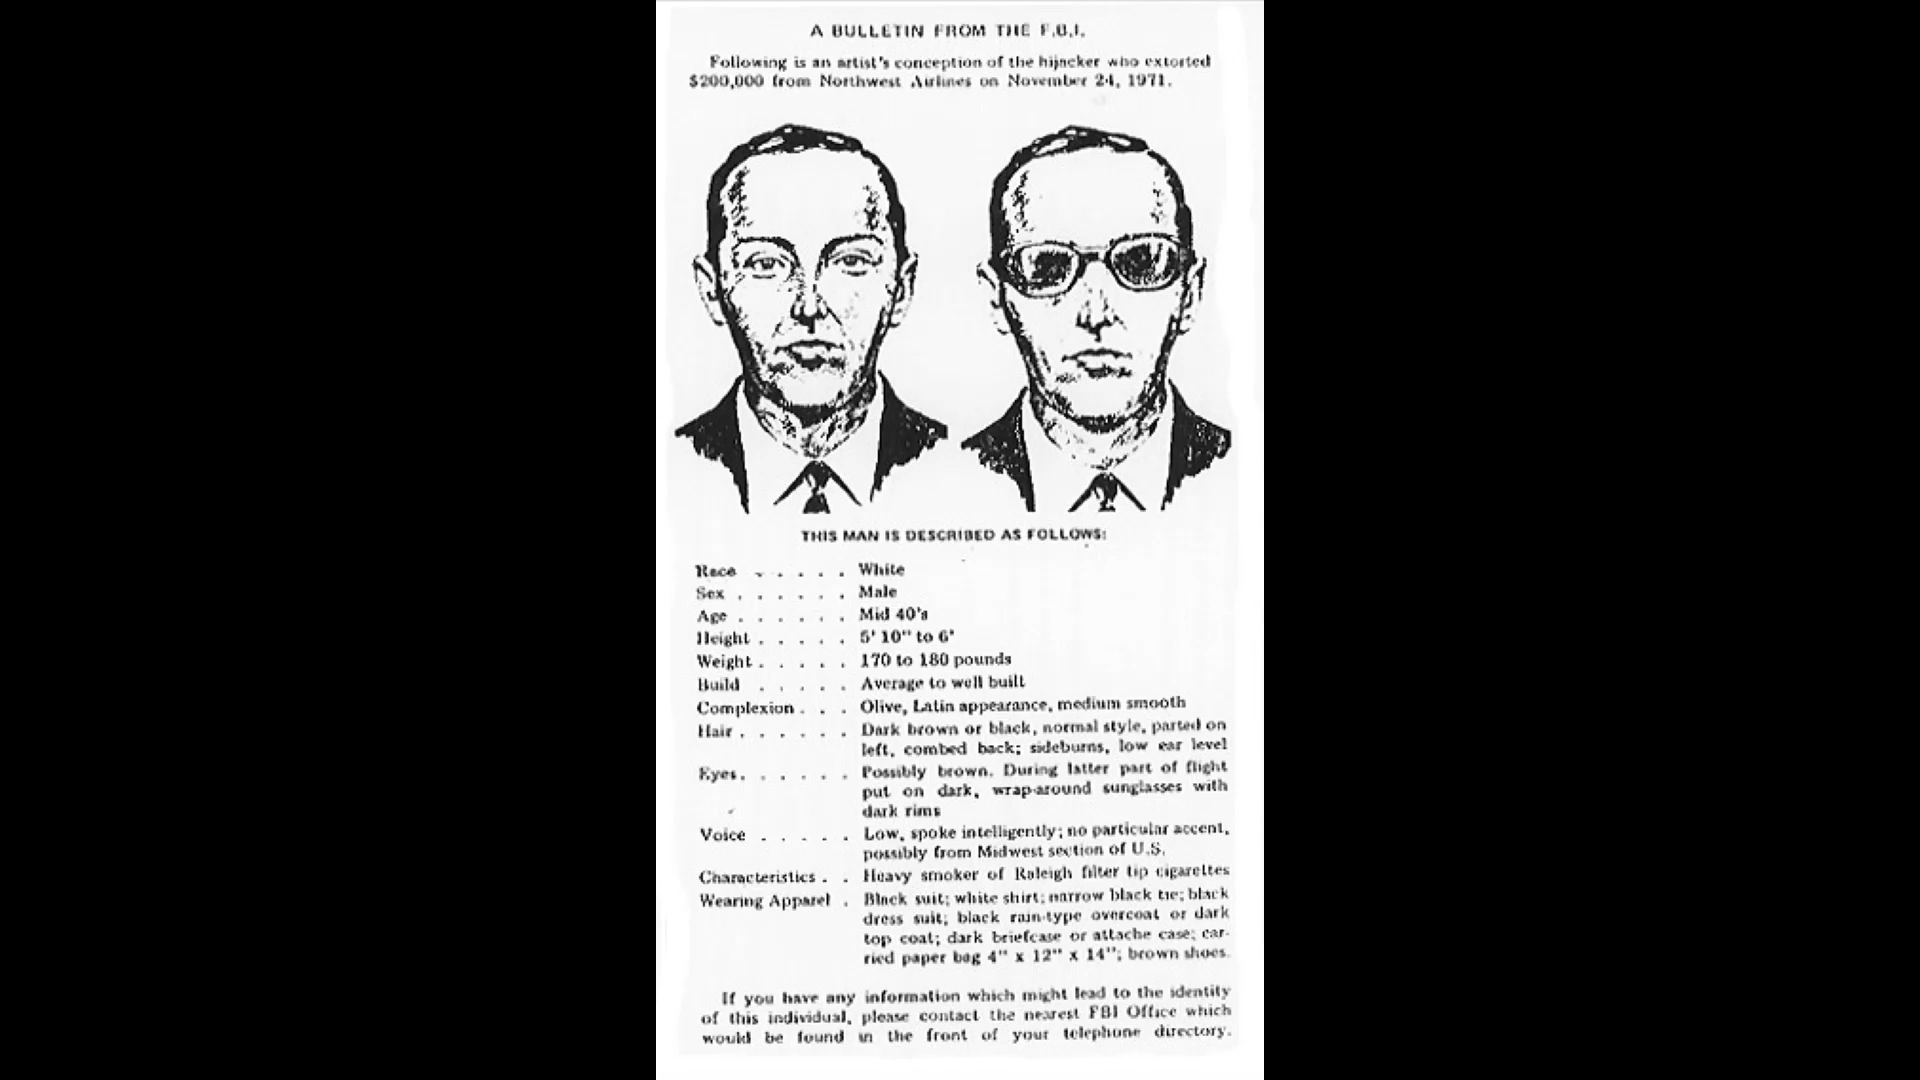 A BULLETIN FROM THE F.B.I.
Following is an artist's conception of the hijacker who extorted
$200,000 from Northwest Airlines on November 24, 1971.
THIS MAN IS DESCRIBED AS FOLLOWS:
Race . . . . . White
Sex . . . . . . Male
Age . . . . . . Mid 40's
Height . . . . . 5' 10" to 6'
Weight . . . . . 170 to 180 pounds
Build . . . . . Average to well built
Complexion . . . Olive, Latin appearance, medium smooth
Hair . . . . . . Dark brown or black, normal style, parted on
left, combed back; sideburns, low ear level
Eyes . . . . . . Possibly brown. During latter part of flight
put on dark, wrap-around sunglasses with
dark rims
Voice . . . . . Low, spoke intelligently; no particular accent,
possibly from Midwest section of U.S.
Characteristics . . Heavy smoker of Raleigh filter tip cigarettes
Wearing Apparel . Black suit; white shirt; narrow black tie; black
dress suit; black rain-type overcoat or dark
top coat; dark briefcase or attache case; car-
ried paper bag 4" x 12" x 14"; brown shoes.
If you have any information which might lead to the identity
of this individual, please contact the nearest FBI Office which
would be found in the front of your telephone directory.